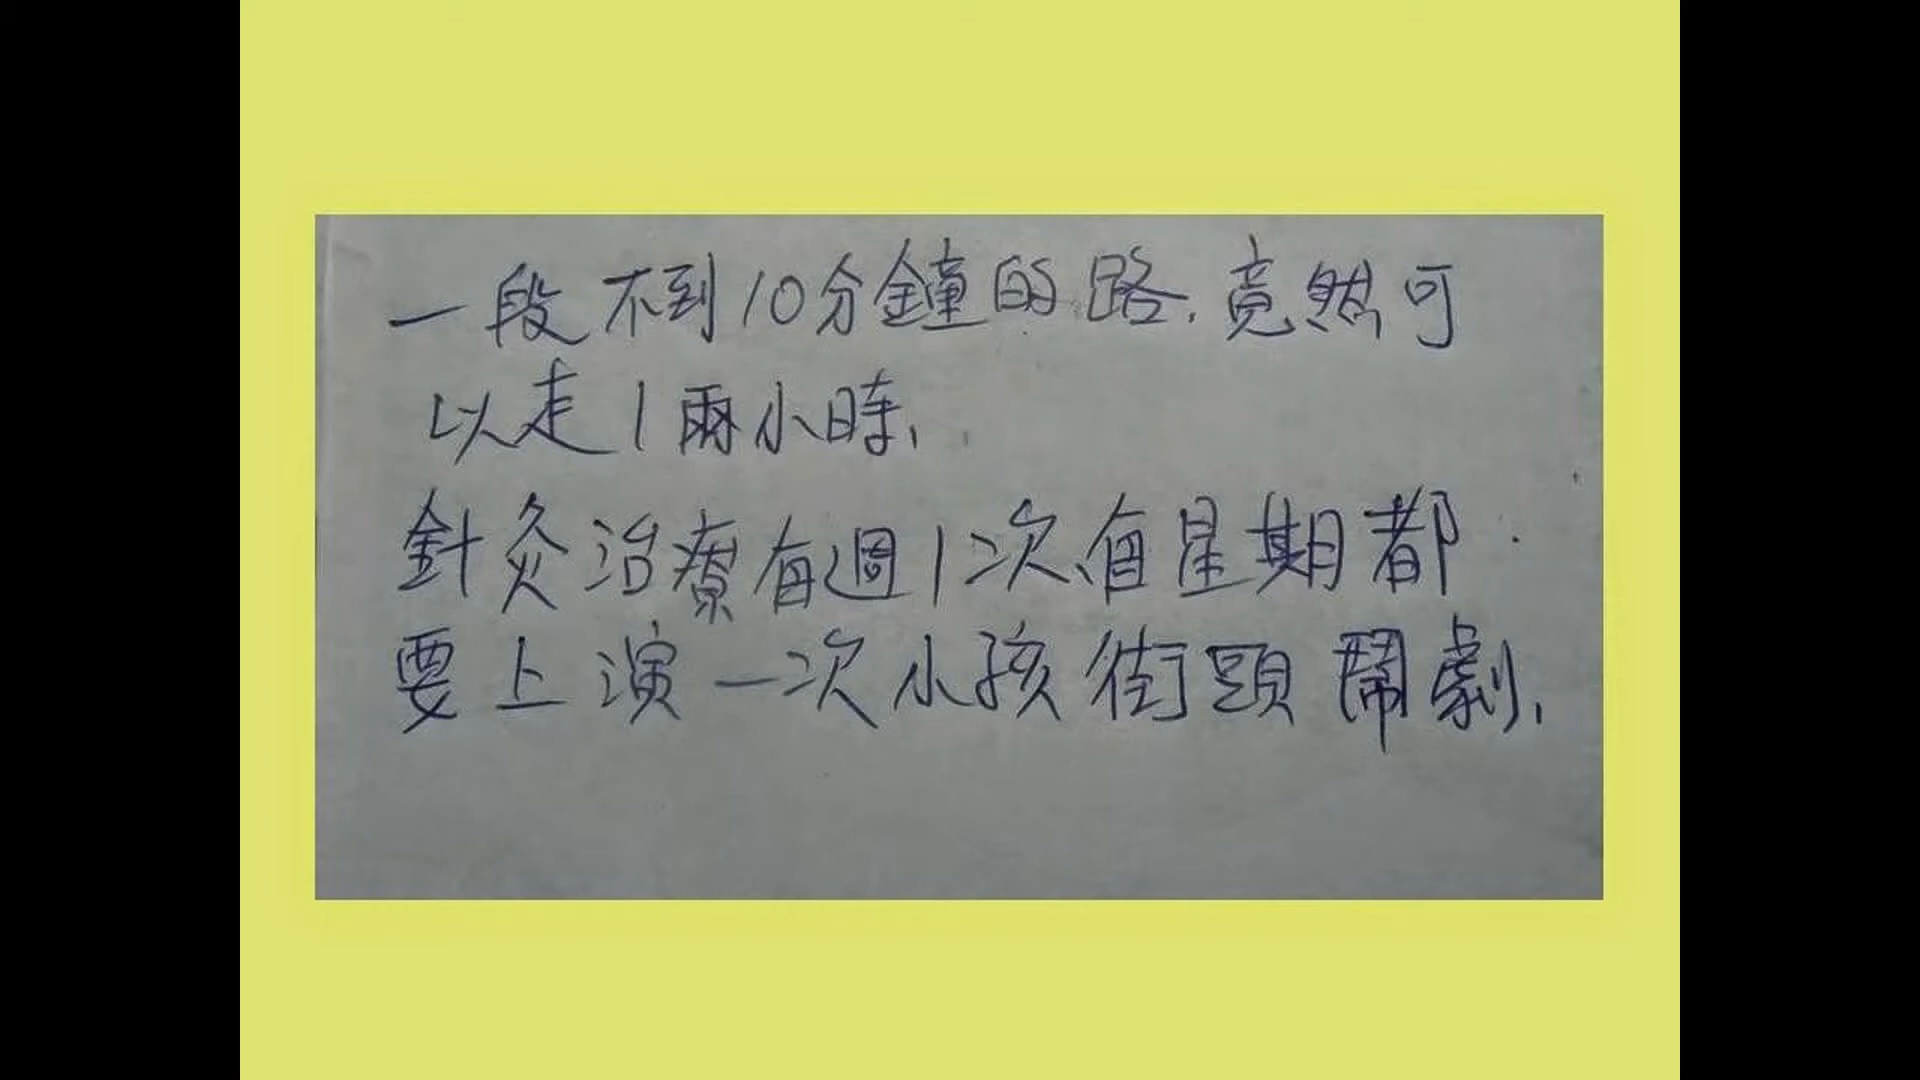 一段不到10分鐘的路,竟然可
以走1兩小時,
針灸治療每週1次、每星期都
要上演一次小孩街頭鬧劇,